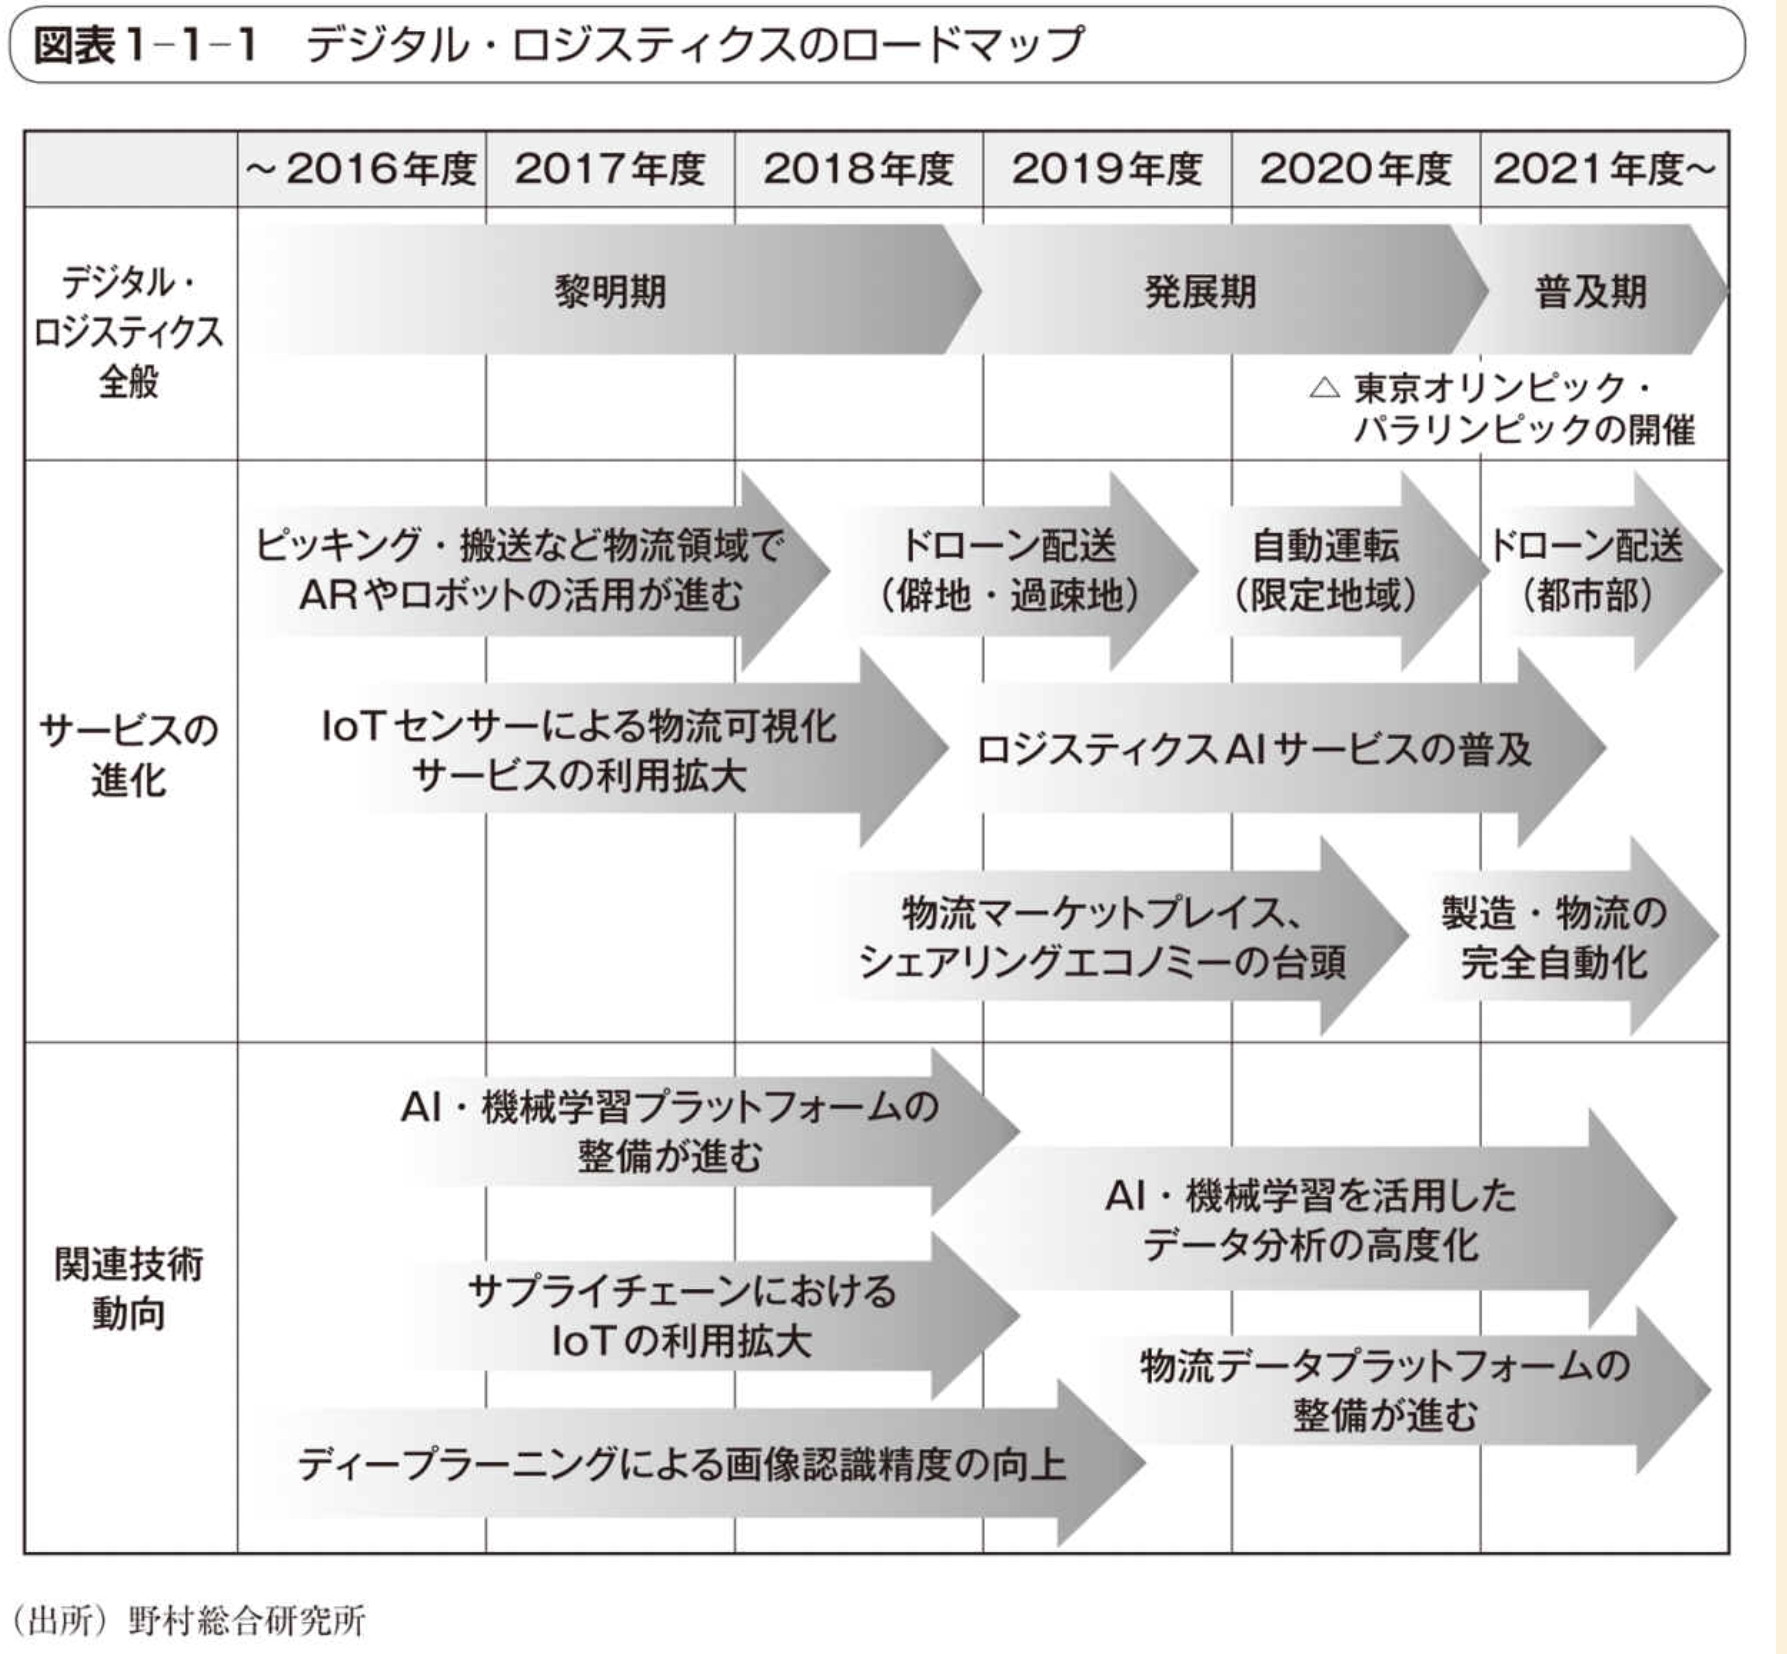 図表1-1-1　デジタル・ロジスティクスのロードマップ
～2016年度　2017年度　2018年度　2019年度　2020年度　2021年度～
デジタル・
ロジスティクス
全般
黎明期
発展期
普及期
△ 東京オリンピック・
パラリンピックの開催
サービスの
進化
ピッキング・搬送など物流領域で
ARやロボットの活用が進む
ドローン配送
（僻地・過疎地）
自動運転
（限定地域）
ドローン配送
（都市部）
IoTセンサーによる物流可視化
サービスの利用拡大
ロジスティクスAIサービスの普及
物流マーケットプレイス、
シェアリングエコノミーの台頭
製造・物流の
完全自動化
関連技術
動向
AI・機械学習プラットフォームの
整備が進む
AI・機械学習を活用した
データ分析の高度化
サプライチェーンにおける
IoTの利用拡大
物流データプラットフォームの
整備が進む
ディープラーニングによる画像認識精度の向上
（出所）野村総合研究所